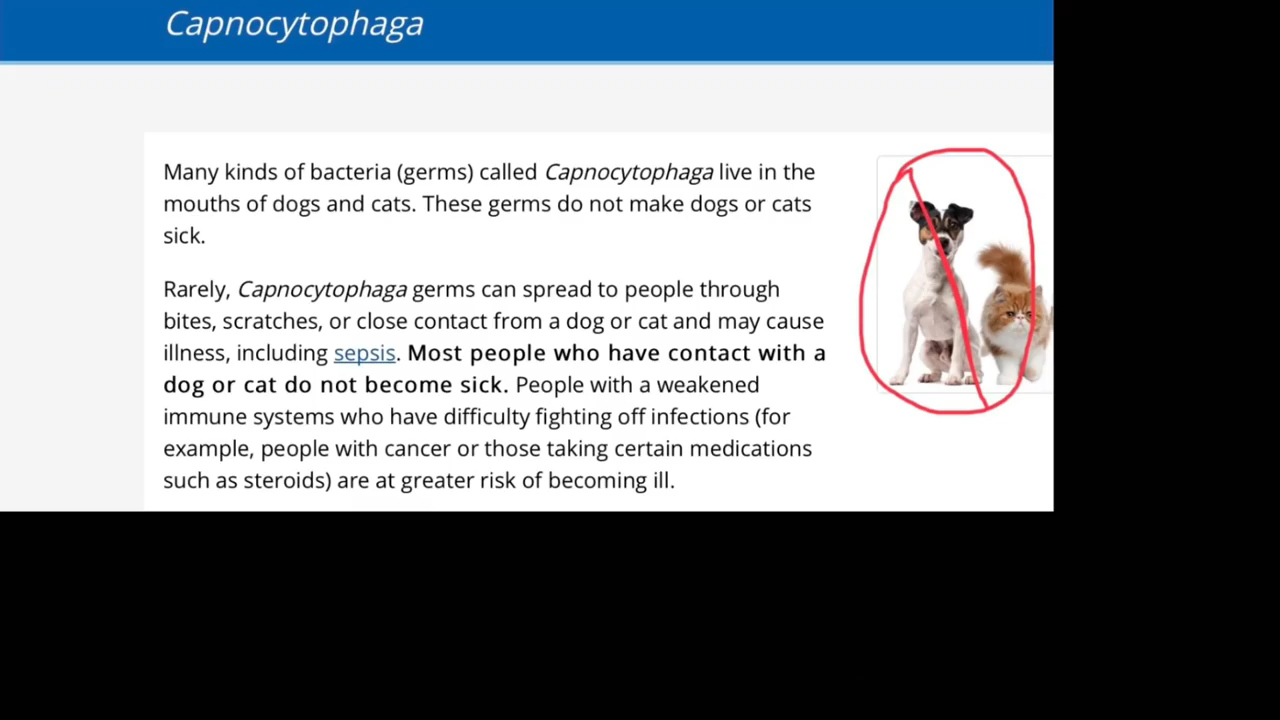 Capnocytophaga
Many kinds of bacteria (germs) called Capnocytophaga live in the
mouths of dogs and cats. These germs do not make dogs or cats
sick.
Rarely, Capnocytophaga germs can spread to people through
bites, scratches, or close contact from a dog or cat and may cause
illness, including sepsis. Most people who have contact with a
dog or cat do not become sick. People with a weakened
immune systems who have difficulty fighting off infections (for
example, people with cancer or those taking certain medications
such as steroids) are at greater risk of becoming ill.